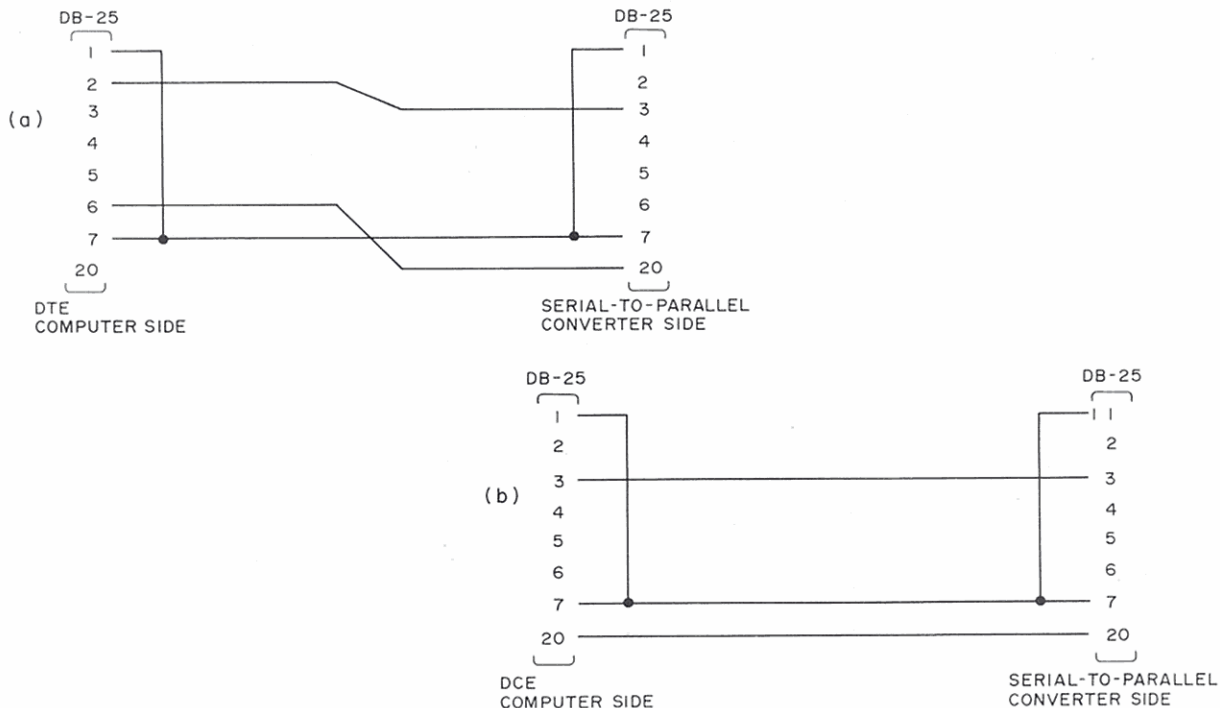 DB-25
1
2
3
4
5
6
7
20
DTE
COMPUTER SIDE
(a)
DB-25
1
2
3
4
5
6
7
20
SERIAL-TO-PARALLEL
CONVERTER SIDE
DB-25
1
2
3
4
5
6
7
20
DCE
COMPUTER SIDE
(b)
DB-25
1 1
2
3
4
5
6
7
20
SERIAL-TO-PARALLEL
CONVERTER SIDE